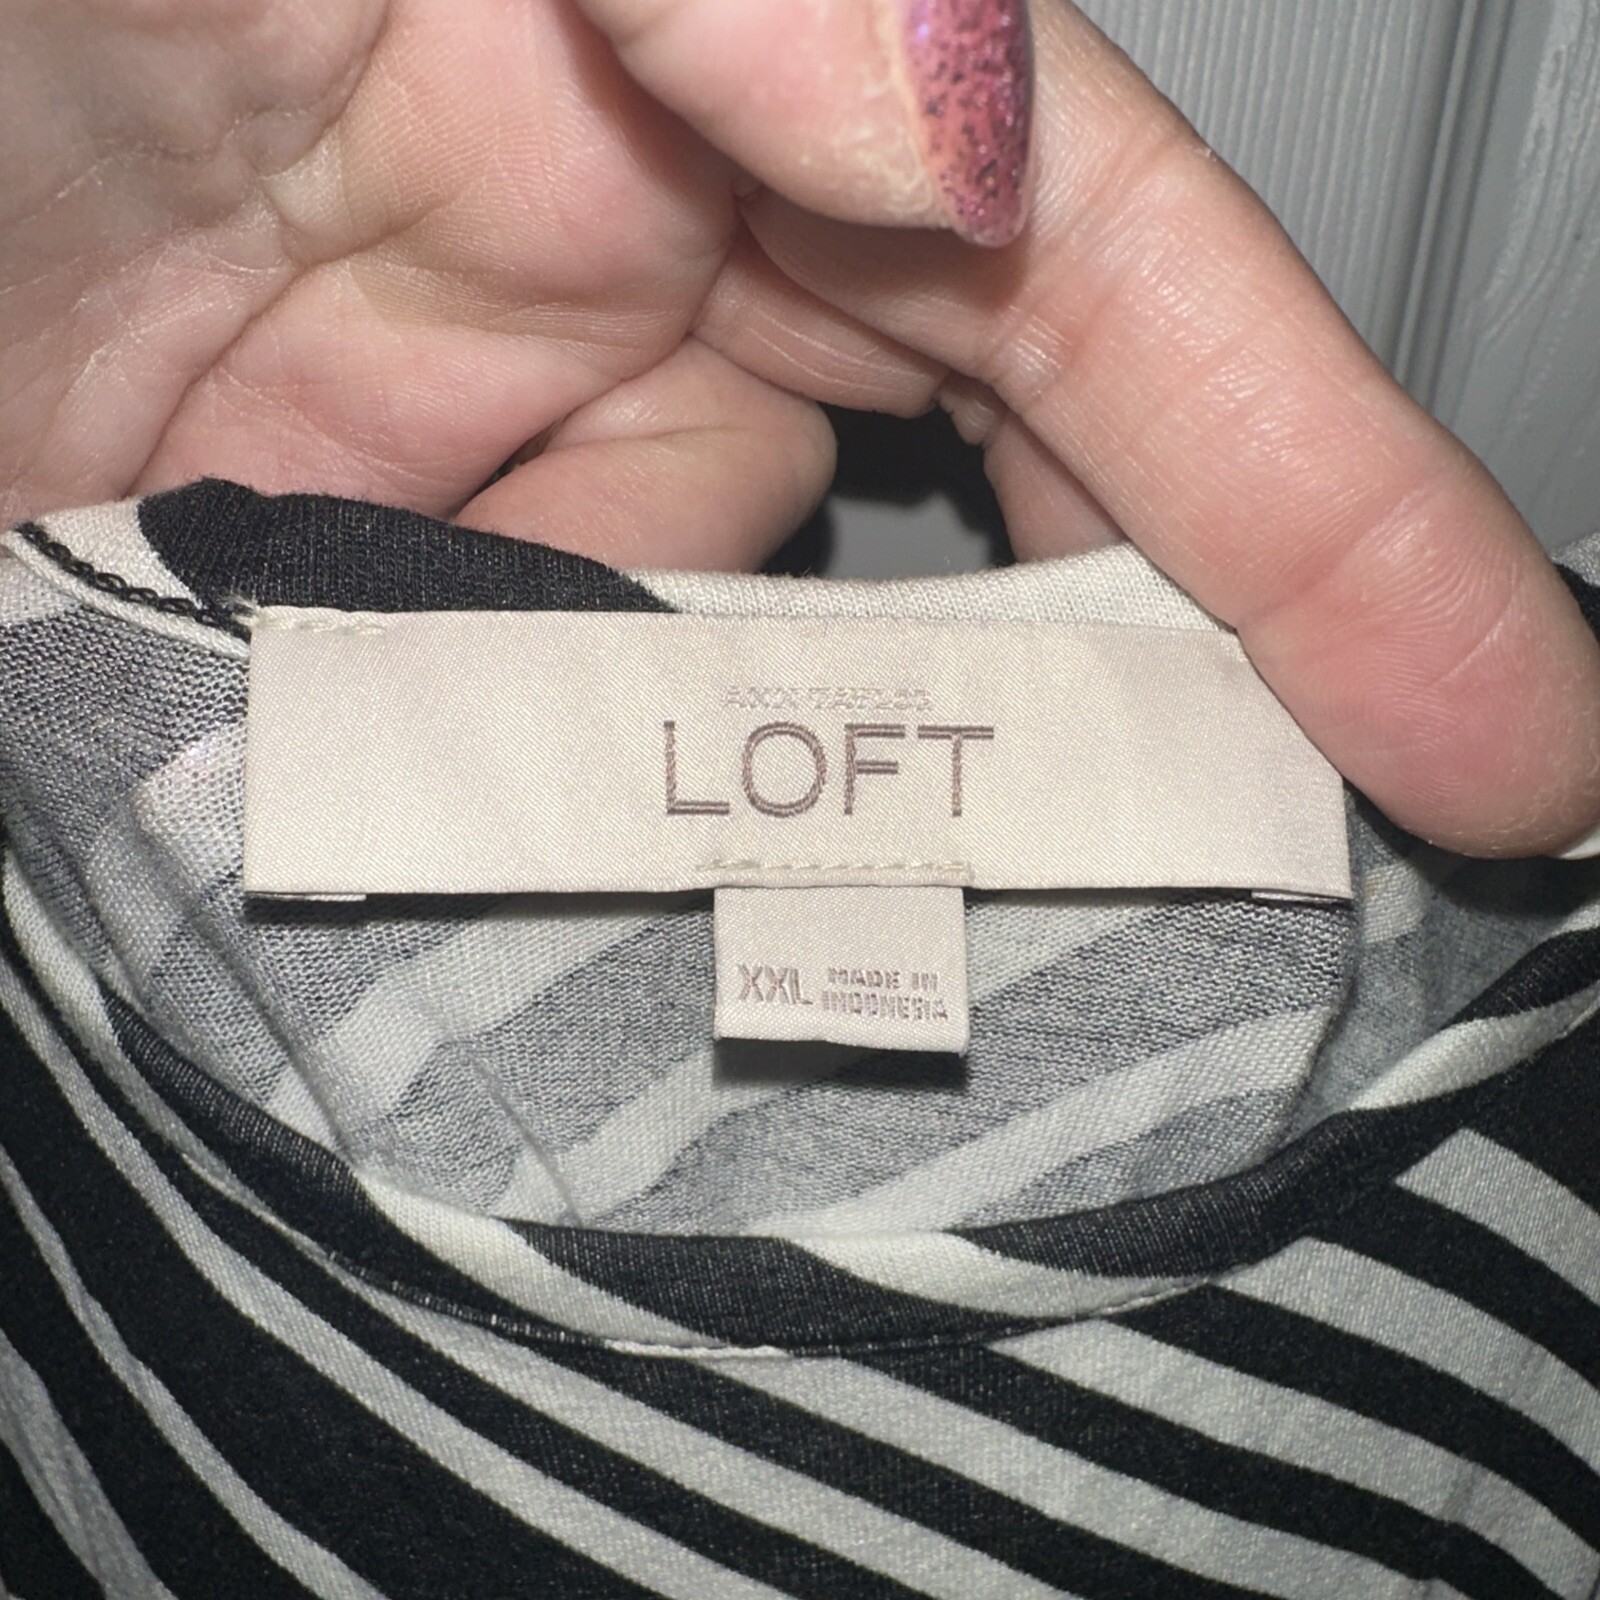 ANN TAYLOR
LOFT
XXL MADE IN
INDONESIA